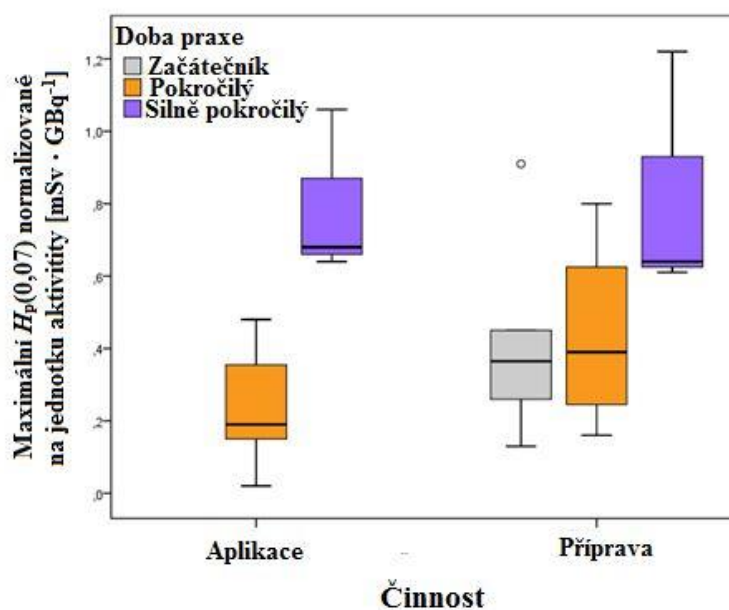 Maximální Hp(0,07) normalizované
na jednotku aktivitity [mSv · GBq⁻¹]
Doba praxe
Začátečník
Pokročilý
Silně pokročilý
1,2
1,0
,8
,6
,4
,2
,0
Aplikace
Příprava
Činnost